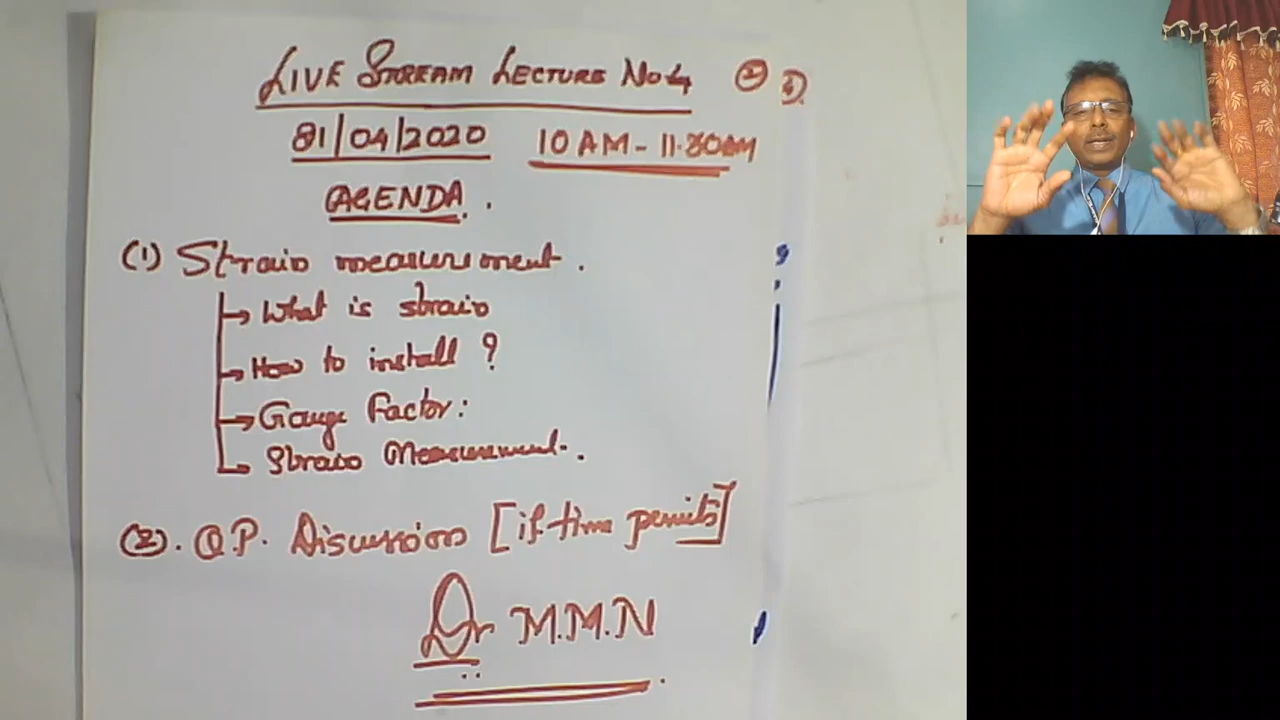 LIVE STREAM LECTURE No 4
31/04/2020 10 AM - 11.30AM
AGENDA.
(1) Strain measurement.
→ What is strain
→ How to install ?
→ Gauge Factor:
Strain Measurement.
(2). Q.P. Discussion [if time permits]
Dr M.M.N